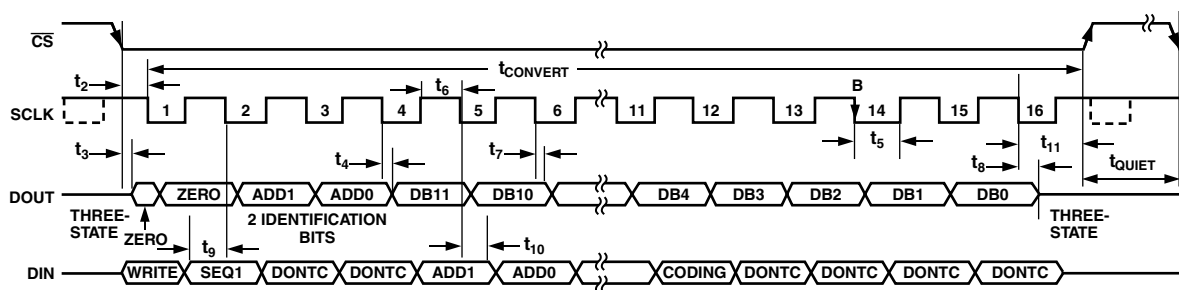 CS
t2
tCONVERT
t6
B
SCLK
1 2 3 4 5 6 11 12 13 14 15 16
t3
t4
t7
t5
t8
t11
tQUIET
DOUT
ZERO ADD1 ADD0 DB11 DB10 DB4 DB3 DB2 DB1 DB0
THREE-
STATE
ZERO
2 IDENTIFICATION
BITS
THREE-
STATE
t9
t10
DIN
WRITE SEQ1 DONTC DONTC ADD1 ADD0 CODING DONTC DONTC DONTC DONTC